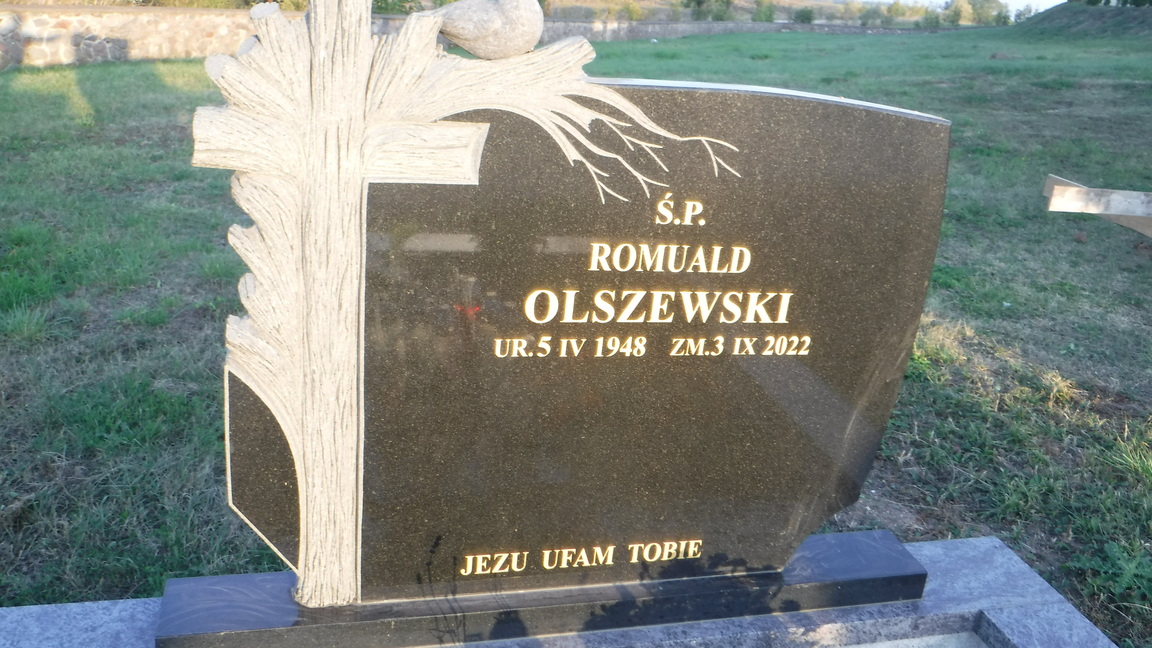 Ś.P.
ROMUALD
OLSZEWSKI
UR.5 IV 1948 ZM.3 IX 2022
JEZU UFAM TOBIE